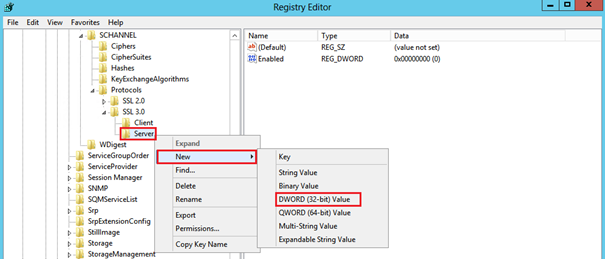 Registry Editor
File Edit View Favorites Help
SCHANNEL
Ciphers
CipherSuites
Hashes
KeyExchangeAlgorithms
Protocols
SSL 2.0
SSL 3.0
Client
Server
WDigest
ServiceGroupOrder
ServiceProvider
Session Manager
SNMP
SQMServiceList
Srp
SrpExtensionConfig
StillImage
Storage
StorageManagement
Name Type Data
(Default) REG_SZ (value not set)
Enabled REG_DWORD 0x00000000 (0)
Expand
New
Find...
Delete
Rename
Export
Permissions...
Copy Key Name
Key
String Value
Binary Value
DWORD (32-bit) Value
QWORD (64-bit) Value
Multi-String Value
Expandable String Value